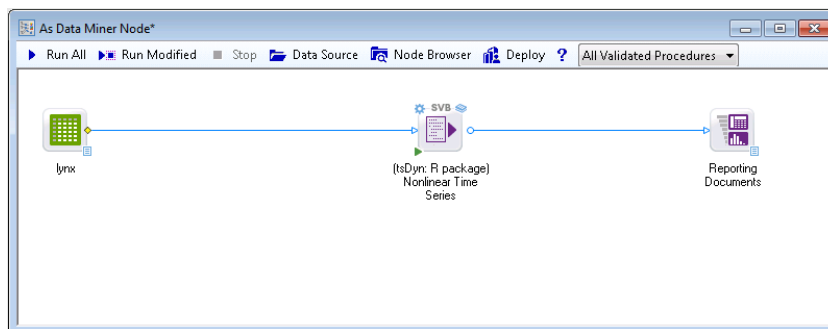 As Data Miner Node*
Run All Run Modified Stop Data Source Node Browser Deploy ? All Validated Procedures
SVB
lynx
(tsDyn: R package)
Nonlinear Time
Series
Reporting
Documents